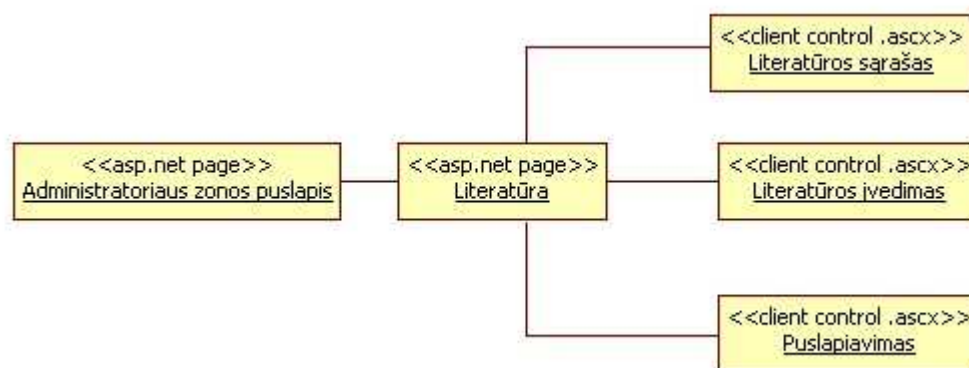 <<client control .ascx>>
Literatūros sąrašas
<<asp.net page>>
Administratoriaus zonos puslapis
<<asp.net page>>
Literatūra
<<client control .ascx>>
Literatūros įvedimas
<<client control .ascx>>
Puslapiavimas